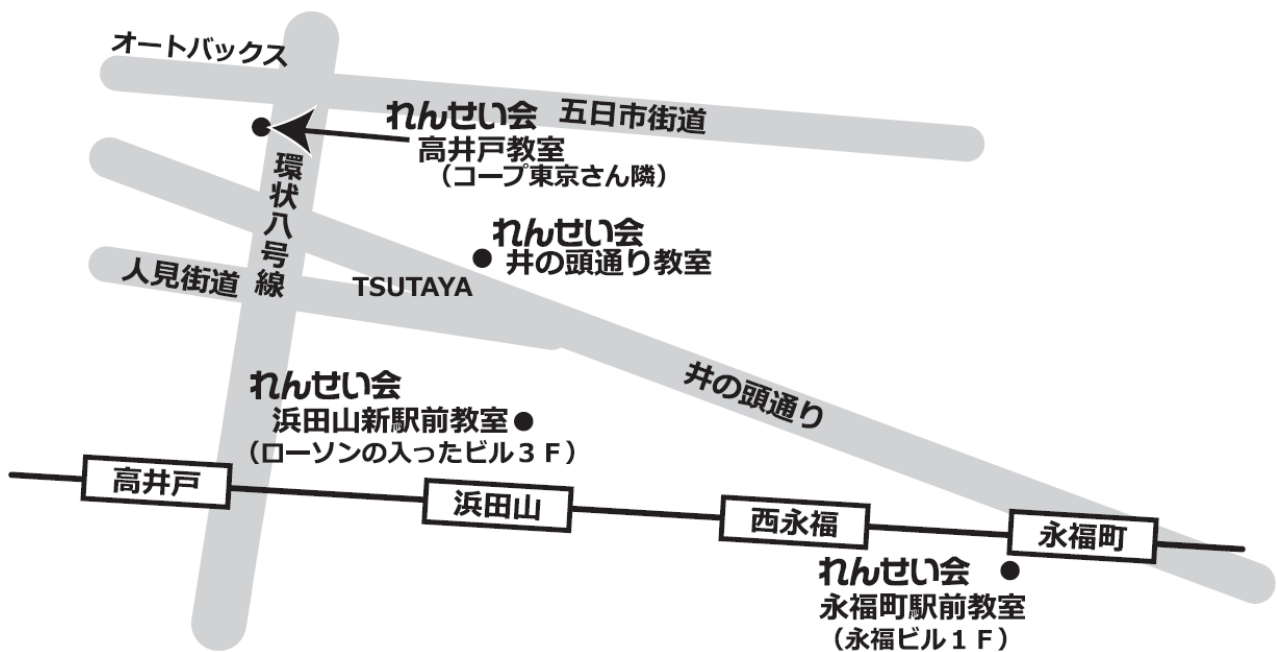 オートバックス
れんせい会
高井戸教室
（コープ東京さん隣）
五日市街道
環状八号線
れんせい会
井の頭通り教室
人見街道
TSUTAYA
井の頭通り
れんせい会
浜田山新駅前教室
（ローソンの入ったビル３Ｆ）
高井戸
浜田山
西永福
永福町
れんせい会
永福町駅前教室
（永福ビル１Ｆ）